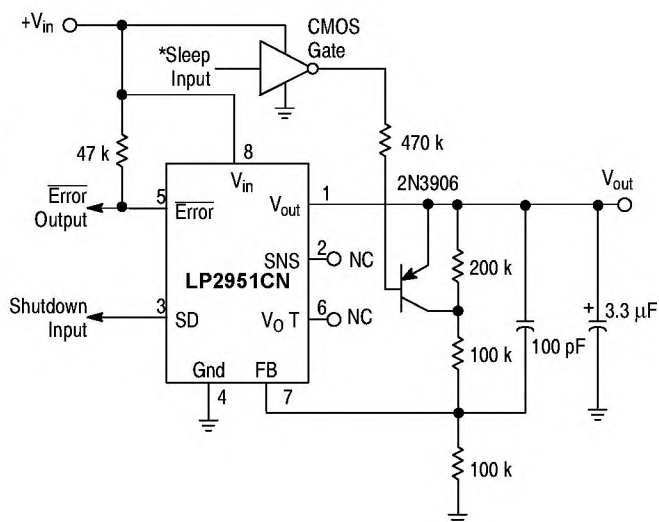 +Vin
CMOS
Gate
*Sleep
Input
47 k
470 k
8
Vin
2N3906
Vout
Error
Output
5
Error
Vout
1
SNS
2
NC
200 k
LP2951CN
Shutdown
Input
3
SD
VO T
6
NC
100 k
100 pF
+
3.3 µF
Gnd
FB
4
7
100 k